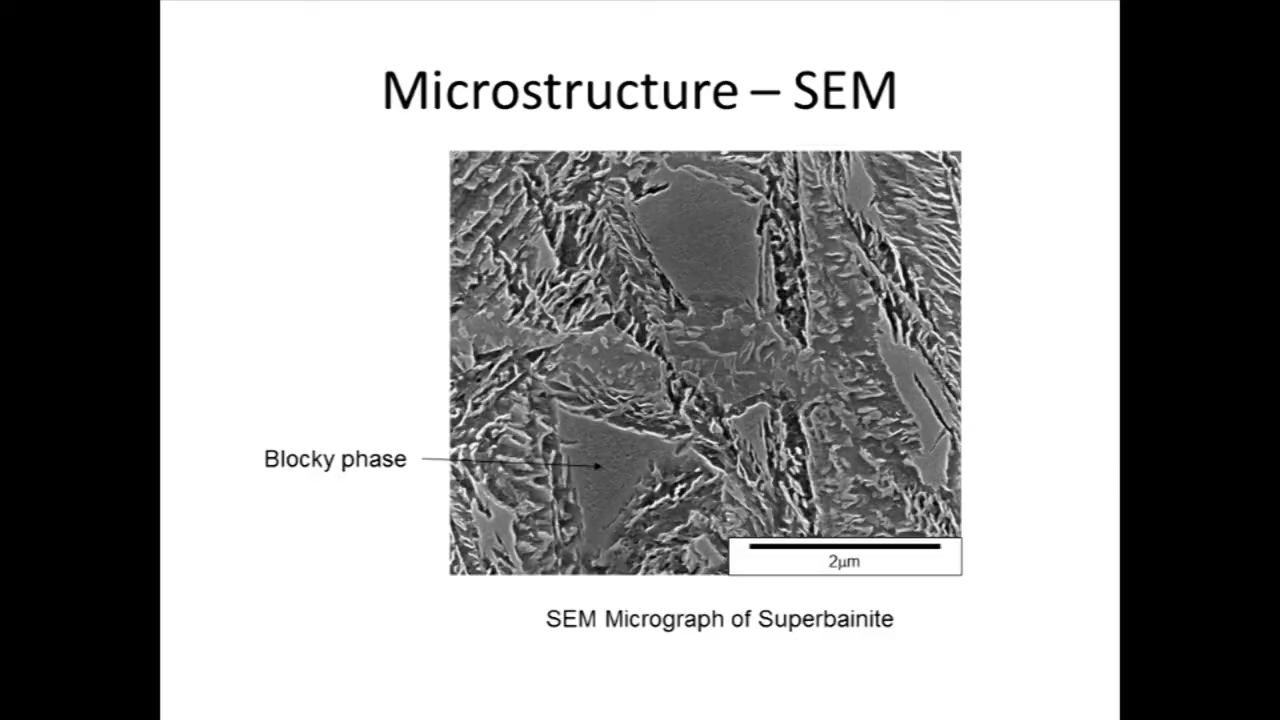 Microstructure – SEM
Blocky phase
2μm
SEM Micrograph of Superbainite